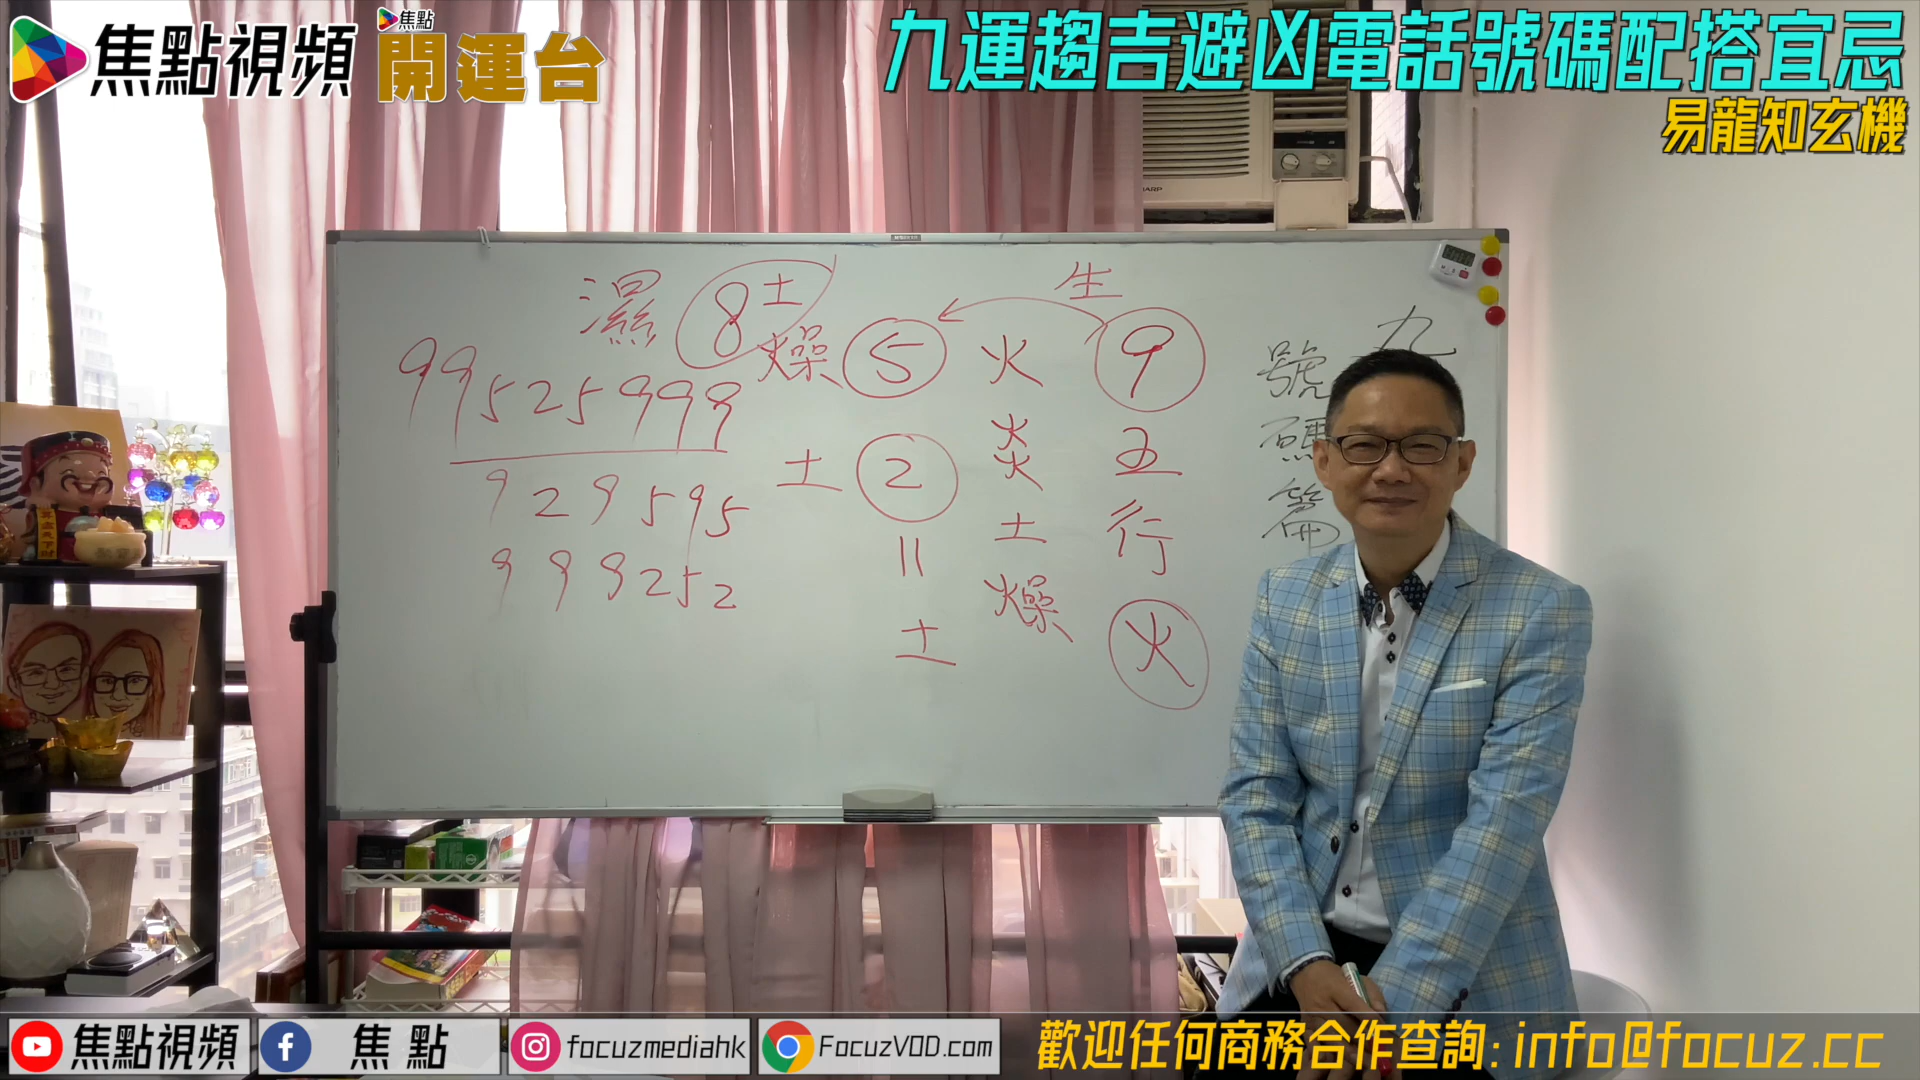 焦點視頻
焦點
開運台
九運趨吉避凶電話號碼配搭宜忌
易龍知玄機
SHARP
九
號碼篇
生
9
五行
火
火炎土燥
5
2
=
土
土
濕
8土
燥
99525999
929595
999252
焦點視頻
焦點
focuzmediahk
FocuzVOD.com
歡迎任何商務合作查詢:info@focuz.cc